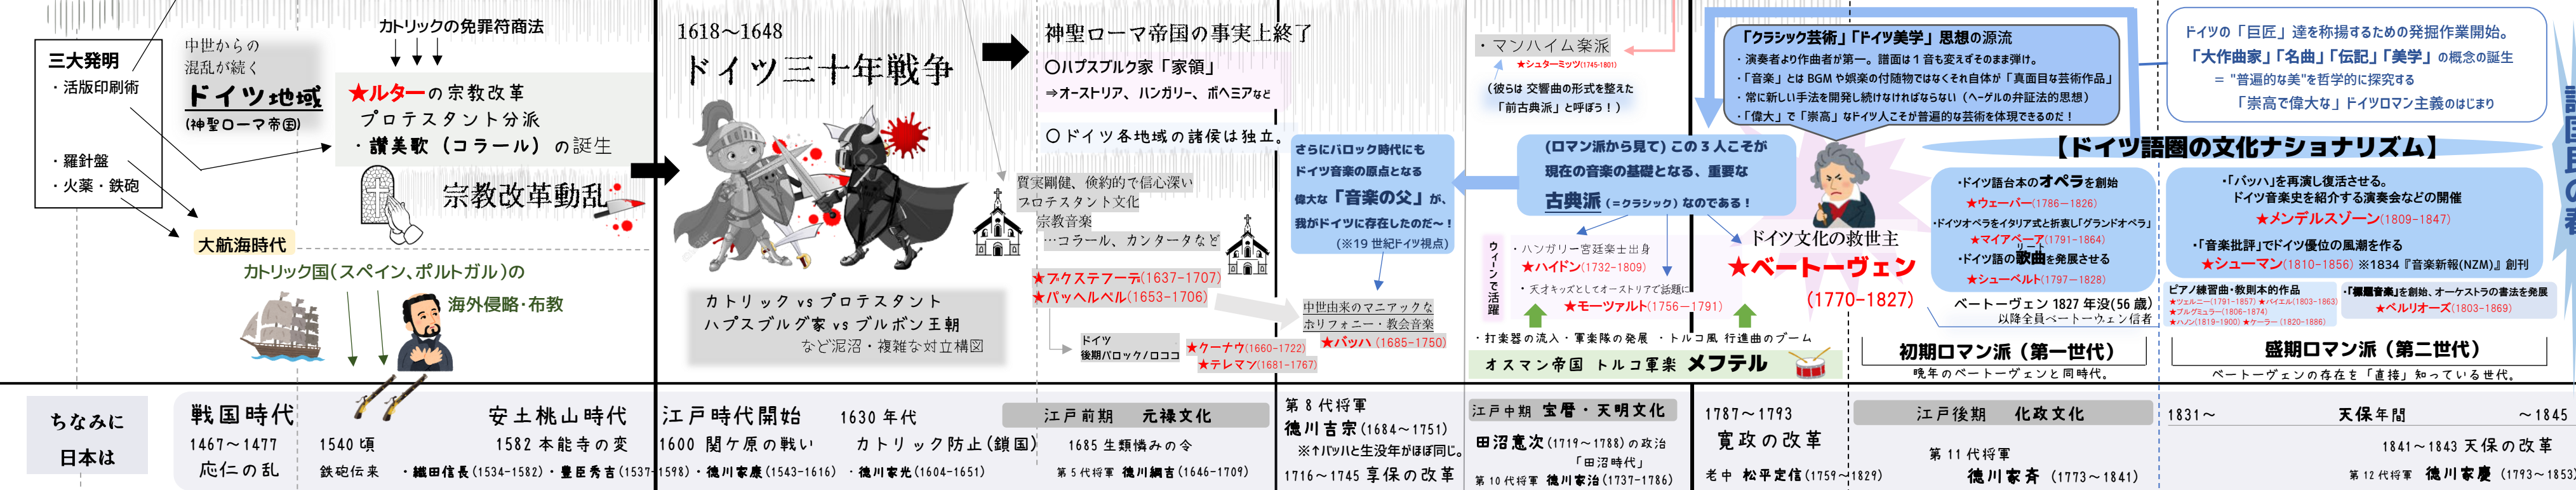 カトリックの免罪符商法
三大発明
・活版印刷術
・羅針盤
・火薬・鉄砲
中世からの
混乱が続く
ドイツ地域
(神聖ローマ帝国)
★ルターの宗教改革
プロテスタント分派
・讃美歌（コラール）の誕生
宗教改革動乱
大航海時代
カトリック国(スペイン、ポルトガル)の
海外侵略・布教
1618～1648
ドイツ三十年戦争
カトリック vs プロテスタント
ハプスブルグ家 vs ブルボン王朝
など泥沼・複雑な対立構図
神聖ローマ帝国の事実上終了
〇ハプスブルク家「家領」
⇒オーストリア、ハンガリー、ボヘミアなど
〇ドイツ各地域の諸侯は独立。
質実剛健、倹約的で信心深い
プロテスタント文化
宗教音楽
…コラール、カンタータなど
★ブクステフーデ(1637-1707)
★パッヘルベル(1653-1706)
ドイツ
後期バロック/ロココ
★クーナウ(1660-1722)
★テレマン(1681-1767)
さらにバロック時代にも
ドイツ音楽の原点となる
偉大な「音楽の父」が、
我がドイツに存在したのだ～！
(※19世紀ドイツ視点)
中世由来のマニアックな
ポリフォニー・教会音楽
★バッハ（1685-1750)
・マンハイム楽派
★シュターミッツ(1745-1801)
（彼らは 交響曲の形式を整えた
「前古典派」と呼ぼう！）
(ロマン派から見て) この3人こそが
現在の音楽の基礎となる、重要な
古典派（＝クラシック）なのである！
ウィーンで活躍
・ハンガリー宮廷楽士出身
★ハイドン(1732-1809)
・天才キッズとしてオーストリアで話題に
★モーツァルト(1756－1791)
・打楽器の流入・軍楽隊の発展 ・トルコ風 行進曲のブーム
オスマン帝国 トルコ軍楽 メフテル
「クラシック芸術」「ドイツ美学」思想の源流
・演奏者より作曲者が第一。譜面は1音も変えずそのまま弾け。
・「音楽」とはBGMや娯楽の付随物ではなくそれ自体が「真面目な芸術作品」
・常に新しい手法を開発し続けなければならない（ヘーゲルの弁証法的思想）
・「偉大」で「崇高」なドイツ人こそが普遍的な芸術を体現できるのだ！
ドイツ文化の救世主
★ベートーヴェン
(1770-1827)
ドイツの「巨匠」達を称揚するための発掘作業開始。
「大作曲家」「名曲」「伝記」「美学」の概念の誕生
＝ "普遍的な美"を哲学的に探究する
「崇高で偉大な」ドイツロマン主義のはじまり
【ドイツ語圏の文化ナショナリズム】
・ドイツ語台本のオペラを創始
★ウェーバー(1786－1826)
・ドイツオペラをイタリア式と折衷し「グランドオペラ」
★マイアベーア(1791-1864)
リート
・ドイツ語の歌曲を発展させる
★シューベルト(1797－1828)
ベートーヴェン 1827年没(56歳)
以降全員ベートーヴェン信者
初期ロマン派（第一世代）
晩年のベートーヴェンと同時代。
・「バッハ」を再演し復活させる。
ドイツ音楽史を紹介する演奏会などの開催
★メンデルスゾーン(1809-1847)
・「音楽批評」でドイツ優位の風潮を作る
★シューマン(1810-1856) ※1834『音楽新報(NZM)』創刊
ピアノ練習曲・教則本的作品
★ツェルニー(1791-1857) ★バイエル(1803-1863)
★ブルグミュラー(1806-1874)
★ハノン(1819-1900) ★ケーラー (1820-1886)
・「標題音楽」を創始、オーケストラの書法を発展
★ベルリオーズ(1803-1869)
盛期ロマン派（第二世代）
ベートーヴェンの存在を「直接」知っている世代。
ちなみに
日本は
戦国時代
1467～1477
応仁の乱
1540頃
鉄砲伝来
安土桃山時代
1582 本能寺の変
・織田信長(1534-1582)・豊臣秀吉(1537-1598)・徳川家康(1543-1616) ・徳川家光(1604-1651)
江戸時代開始
1600 関ケ原の戦い
1630年代
カトリック防止(鎖国)
江戸前期 元禄文化
1685 生類憐みの令
第5代将軍 徳川綱吉(1646-1709)
第8代将軍
徳川吉宗(1684～1751)
※↑バッハと生没年がほぼ同じ。
1716～1745 享保の改革
江戸中期 宝暦・天明文化
田沼意次(1719～1788)の政治
「田沼時代」
第10代将軍 徳川家治(1737-1786)
1787～1793
寛政の改革
老中 松平定信(1759～1829)
江戸後期 化政文化
第11代将軍
徳川家斉（1773～1841)
1831～ 天保年間 ～1845
1841～1843 天保の改革
第12代将軍 徳川家慶（1793～1853)